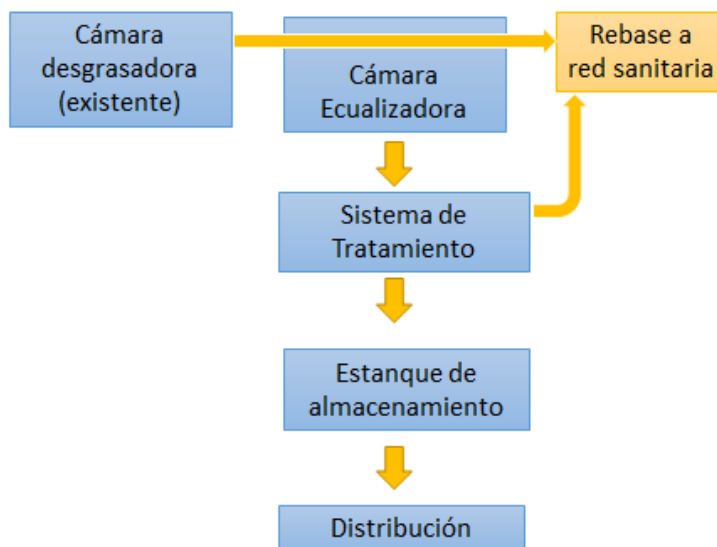 Cámara
desgrasadora
(existente)
Cámara
Ecualizadora
Rebase a
red sanitaria
Sistema de
Tratamiento
Estanque de
almacenamiento
Distribución